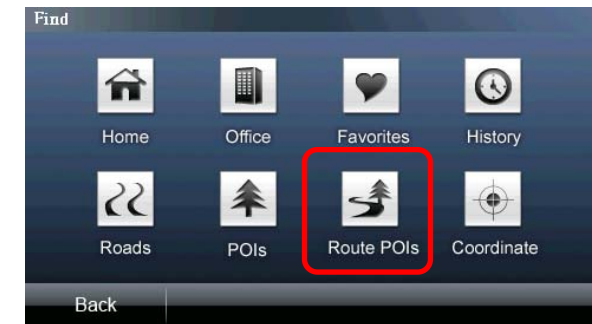 Find
Home Office Favorites History
Roads POIs Route POIs Coordinate
Back